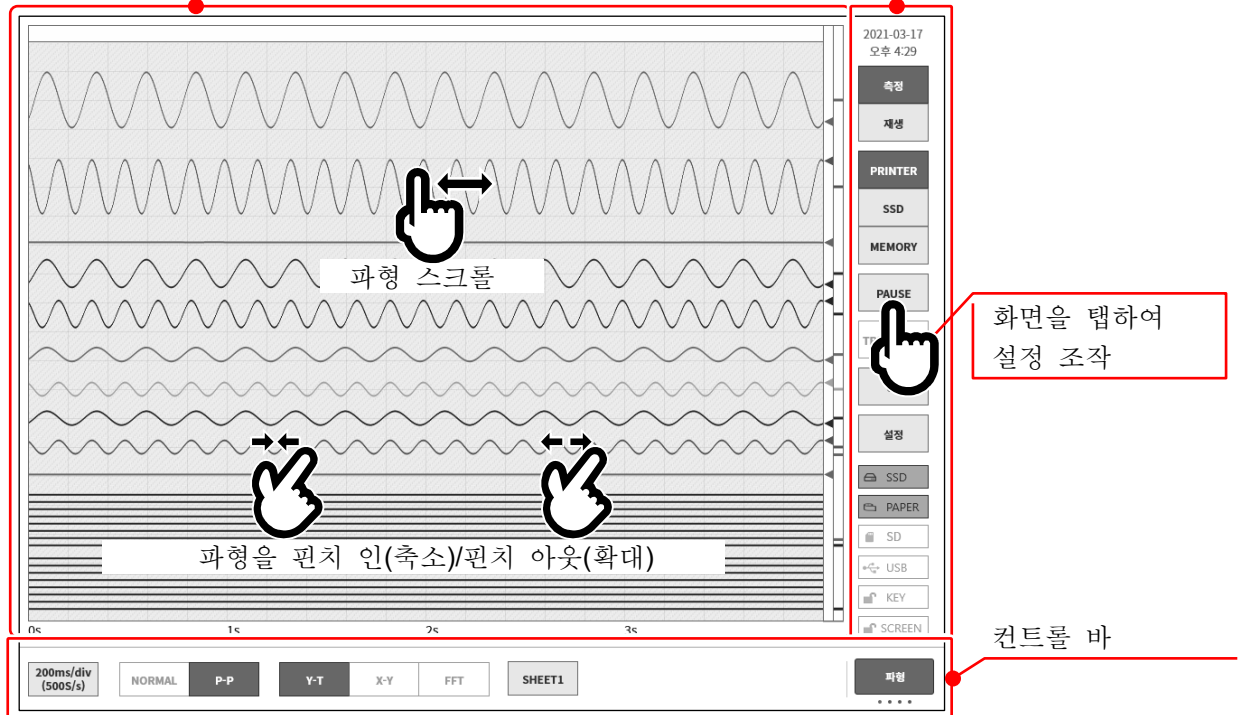 2021-03-17
오후 4:29
측정
재생
PRINTER
SSD
MEMORY
PAUSE
설정
SSD
PAPER
SD
USB
KEY
SCREEN
파형 스크롤
파형을 핀치 인(축소)/핀치 아웃(확대)
화면을 탭하여
설정 조작
0s 1s 2s 3s
컨트롤 바
200ms/div
(500S/s)
NORMAL P-P Y-T X-Y FFT SHEET1 파형